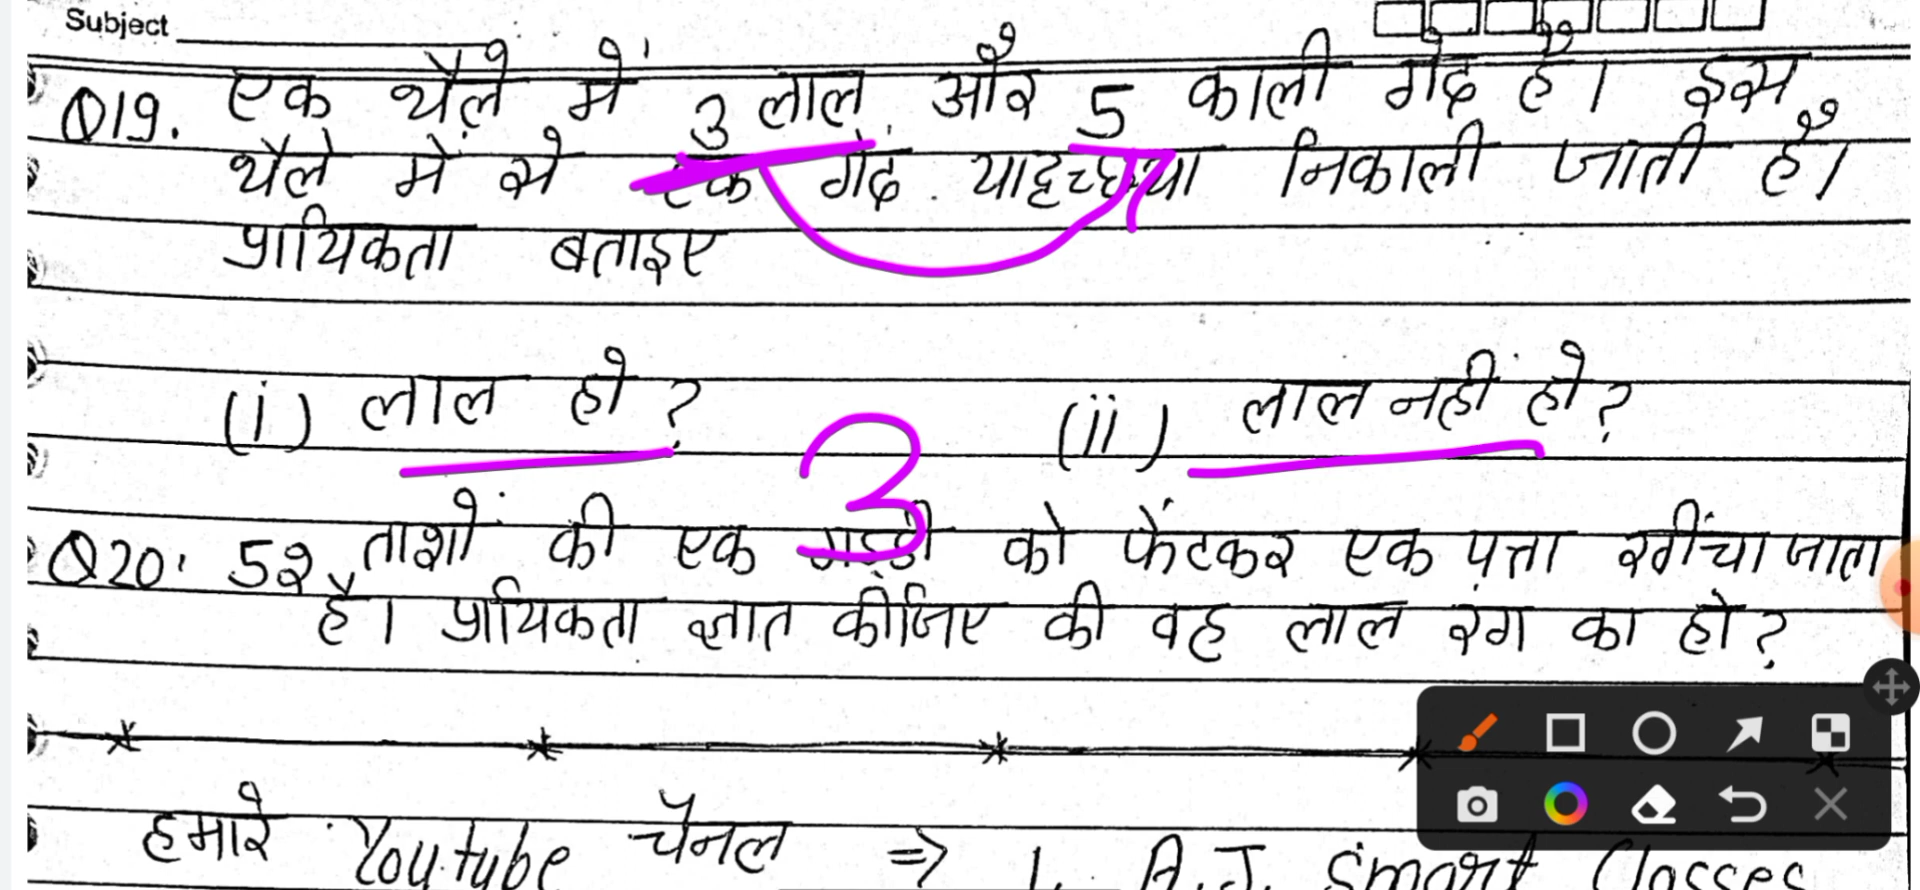 Subject
Q19. एक थैले में 3 लाल और 5 काली गेंद हैं। इस
थैले में से एक गेंद यादृच्छया निकाली जाती हैं।
प्रायिकता बताइए
(i) लाल हो? (ii) लाल नहीं हो?
3
Q20. 52 ताशों की एक गड्डी को फेंटकर एक पत्ता खींचा जाता
है। प्रायिकता ज्ञात कीजिए की वह लाल रंग का हो?
हमारे Youtube चैनल => 1. A.J. Smart Classes